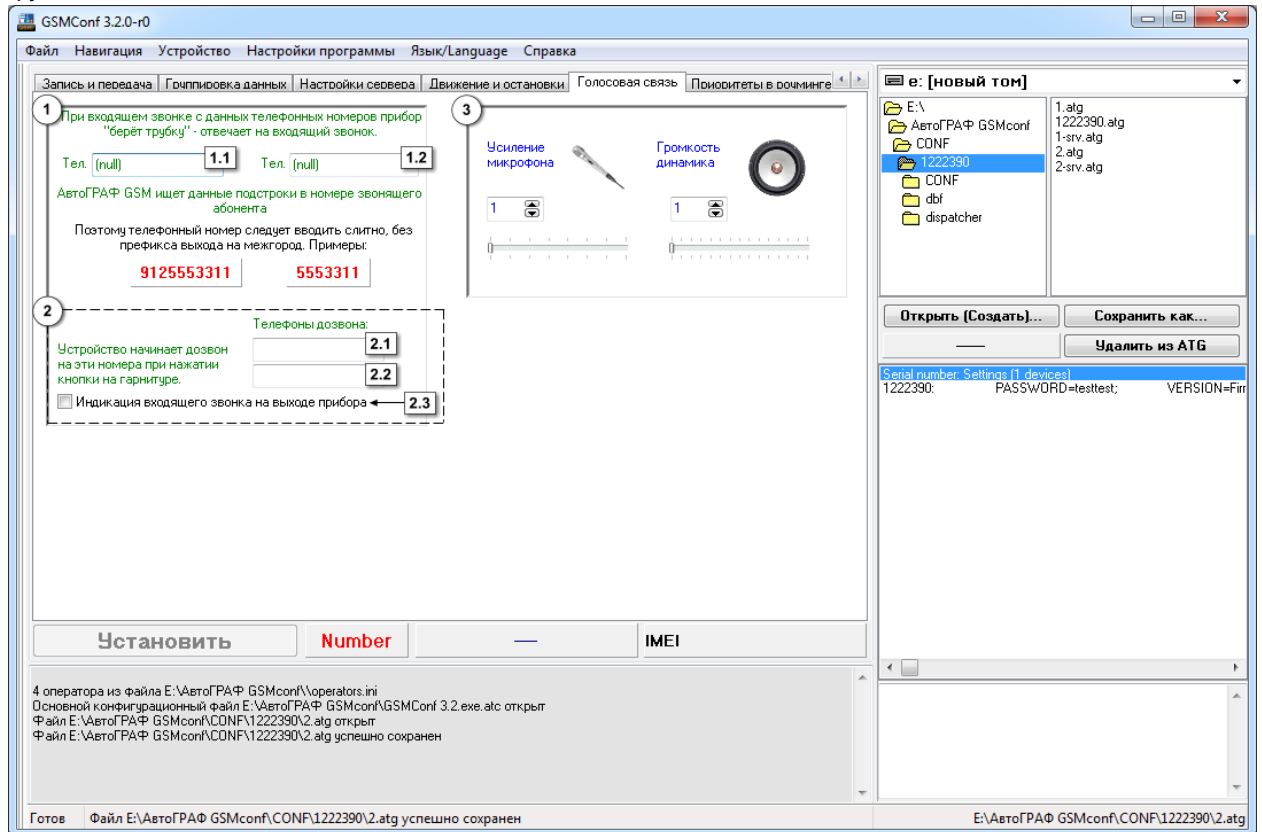 GSMConf 3.2.0-r0
Файл Навигация Устройство Настройки программы Язык/Language Справка
Запись и передача Группировка данных Настройки сервера Движение и остановки Голосовая связь Приоритеты в роуминге
1
При входящем звонке с данных телефонных номеров прибор
"берёт трубку" - отвечает на входящий звонок.
Тел. (null) 1.1 Тел. (null) 1.2
АвтоГРАФ GSM ищет данные подстроки в номере звонящего
абонента
Поэтому телефонный номер следует вводить слитно, без
префикса выхода на межгород. Примеры:
9125553311 5553311
2
Телефоны дозвона:
Устройство начинает дозвон
на эти номера при нажатии
кнопки на гарнитуре.
2.1
2.2
Индикация входящего звонка на выходе прибора 2.3
3
Усиление
микрофона
1
Громкость
динамика
1
Установить Number — IMEI
4 оператора из файла E:\АвтоГРАФ GSMconf\\operators.ini
Основной конфигурационный файл E:\АвтоГРАФ GSMconf\GSMConf 3.2.exe.atc открыт
Файл E:\АвтоГРАФ GSMconf\CONF\1222390\2.atg открыт
Файл E:\АвтоГРАФ GSMconf\CONF\1222390\2.atg успешно сохранен
e: [новый том]
E:\
АвтоГРАФ GSMconf
CONF
1222390
CONF
dbf
dispatcher
1.atg
1222390.atg
1-srv.atg
2.atg
2-srv.atg
Открыть (Создать)... Сохранить как...
— Удалить из ATG
Serial number: Settings (1 devices)
1222390: PASSWORD=testtest; VERSION=Firr
Готов Файл E:\АвтоГРАФ GSMconf\CONF\1222390\2.atg успешно сохранен E:\АвтоГРАФ GSMconf\CONF\1222390\2.atg